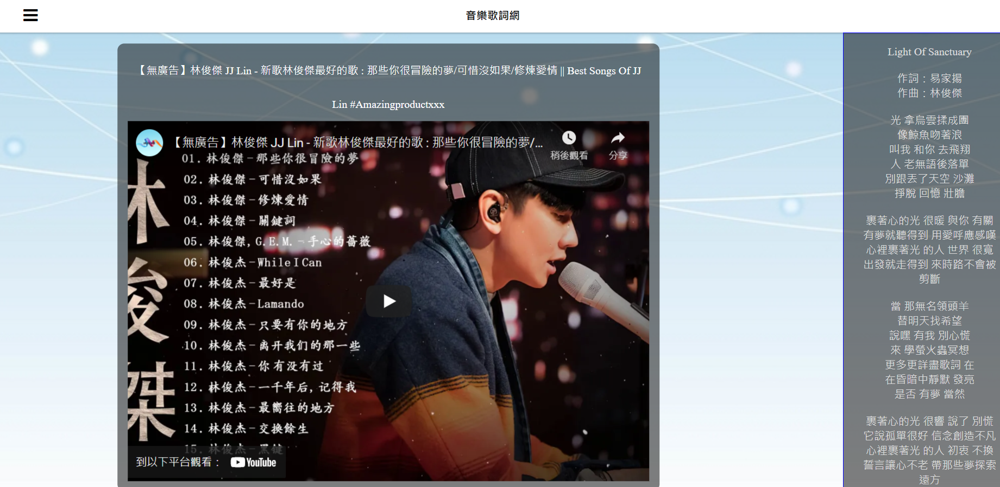 音樂歌詞網
【無廣告】林俊傑 JJ Lin - 新歌林俊傑最好的歌 : 那些你很冒險的夢/可惜沒如果/修煉愛情 || Best Songs Of JJ
Lin #Amazingproductxxx
【無廣告】林俊傑 JJ Lin - 新歌林俊傑最好的歌 : 那些你很冒險的夢/...
稍後觀看
分享
林俊傑
01. 林俊傑－那些你很冒險的夢
02. 林俊傑－可惜沒如果
03. 林俊傑－修煉愛情
04. 林俊傑－關鍵詞
05. 林俊傑, G.E.M. －手心的薔薇
06. 林俊杰－While I Can
07. 林俊杰－最好是
08. 林俊杰－Lamando
09. 林俊杰－只要有你的地方
10. 林俊杰－离开我们的那一些
11. 林俊杰－你有没有过
12. 林俊杰－一千年后, 记得我
13. 林俊杰－最嚮往的地方
14. 林俊杰－交換餘生
15. 林俊杰－黑键
到以下平台觀看：
YouTube
Light Of Sanctuary
作詞：易家揚
作曲：林俊傑
光 拿烏雲揉成團
像鯨魚吻著浪
叫我 和你 去飛翔
人 老無語後落單
別跟丟了天空 沙灘
掙脫 回憶 壯膽
裹著心的光 很暖 與你 有關
有夢就聽得到 用愛呼應感嘆
心裡裹著光 的人 世界 很寬
出發就走得到 來時路不會被
剪斷
當 那無名領頭羊
替明天找希望
說嘿 有我 別心慌
來 學螢火蟲冥想
更多更詳盡歌詞 在
在昏暗中靜默 發亮
是否 有夢 當然
裹著心的光 很響 說了 別慌
它說孤單很好 信念創造不凡
心裡裹著光 的人 初衷 不換
誓言讓心不老 帶那些夢探索
遠方